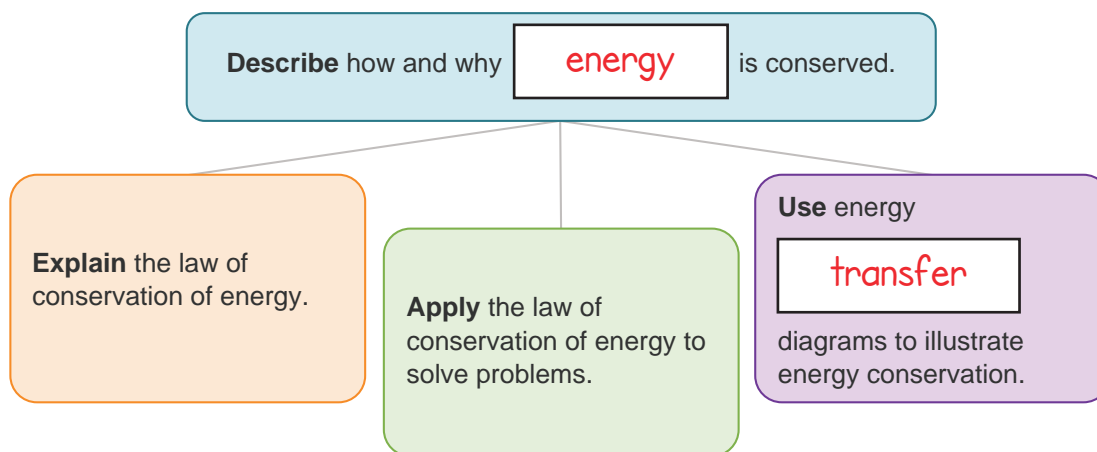 Describe how and why energy is conserved.
Explain the law of
conservation of energy.
Apply the law of
conservation of energy to
solve problems.
Use energy
transfer
diagrams to illustrate
energy conservation.